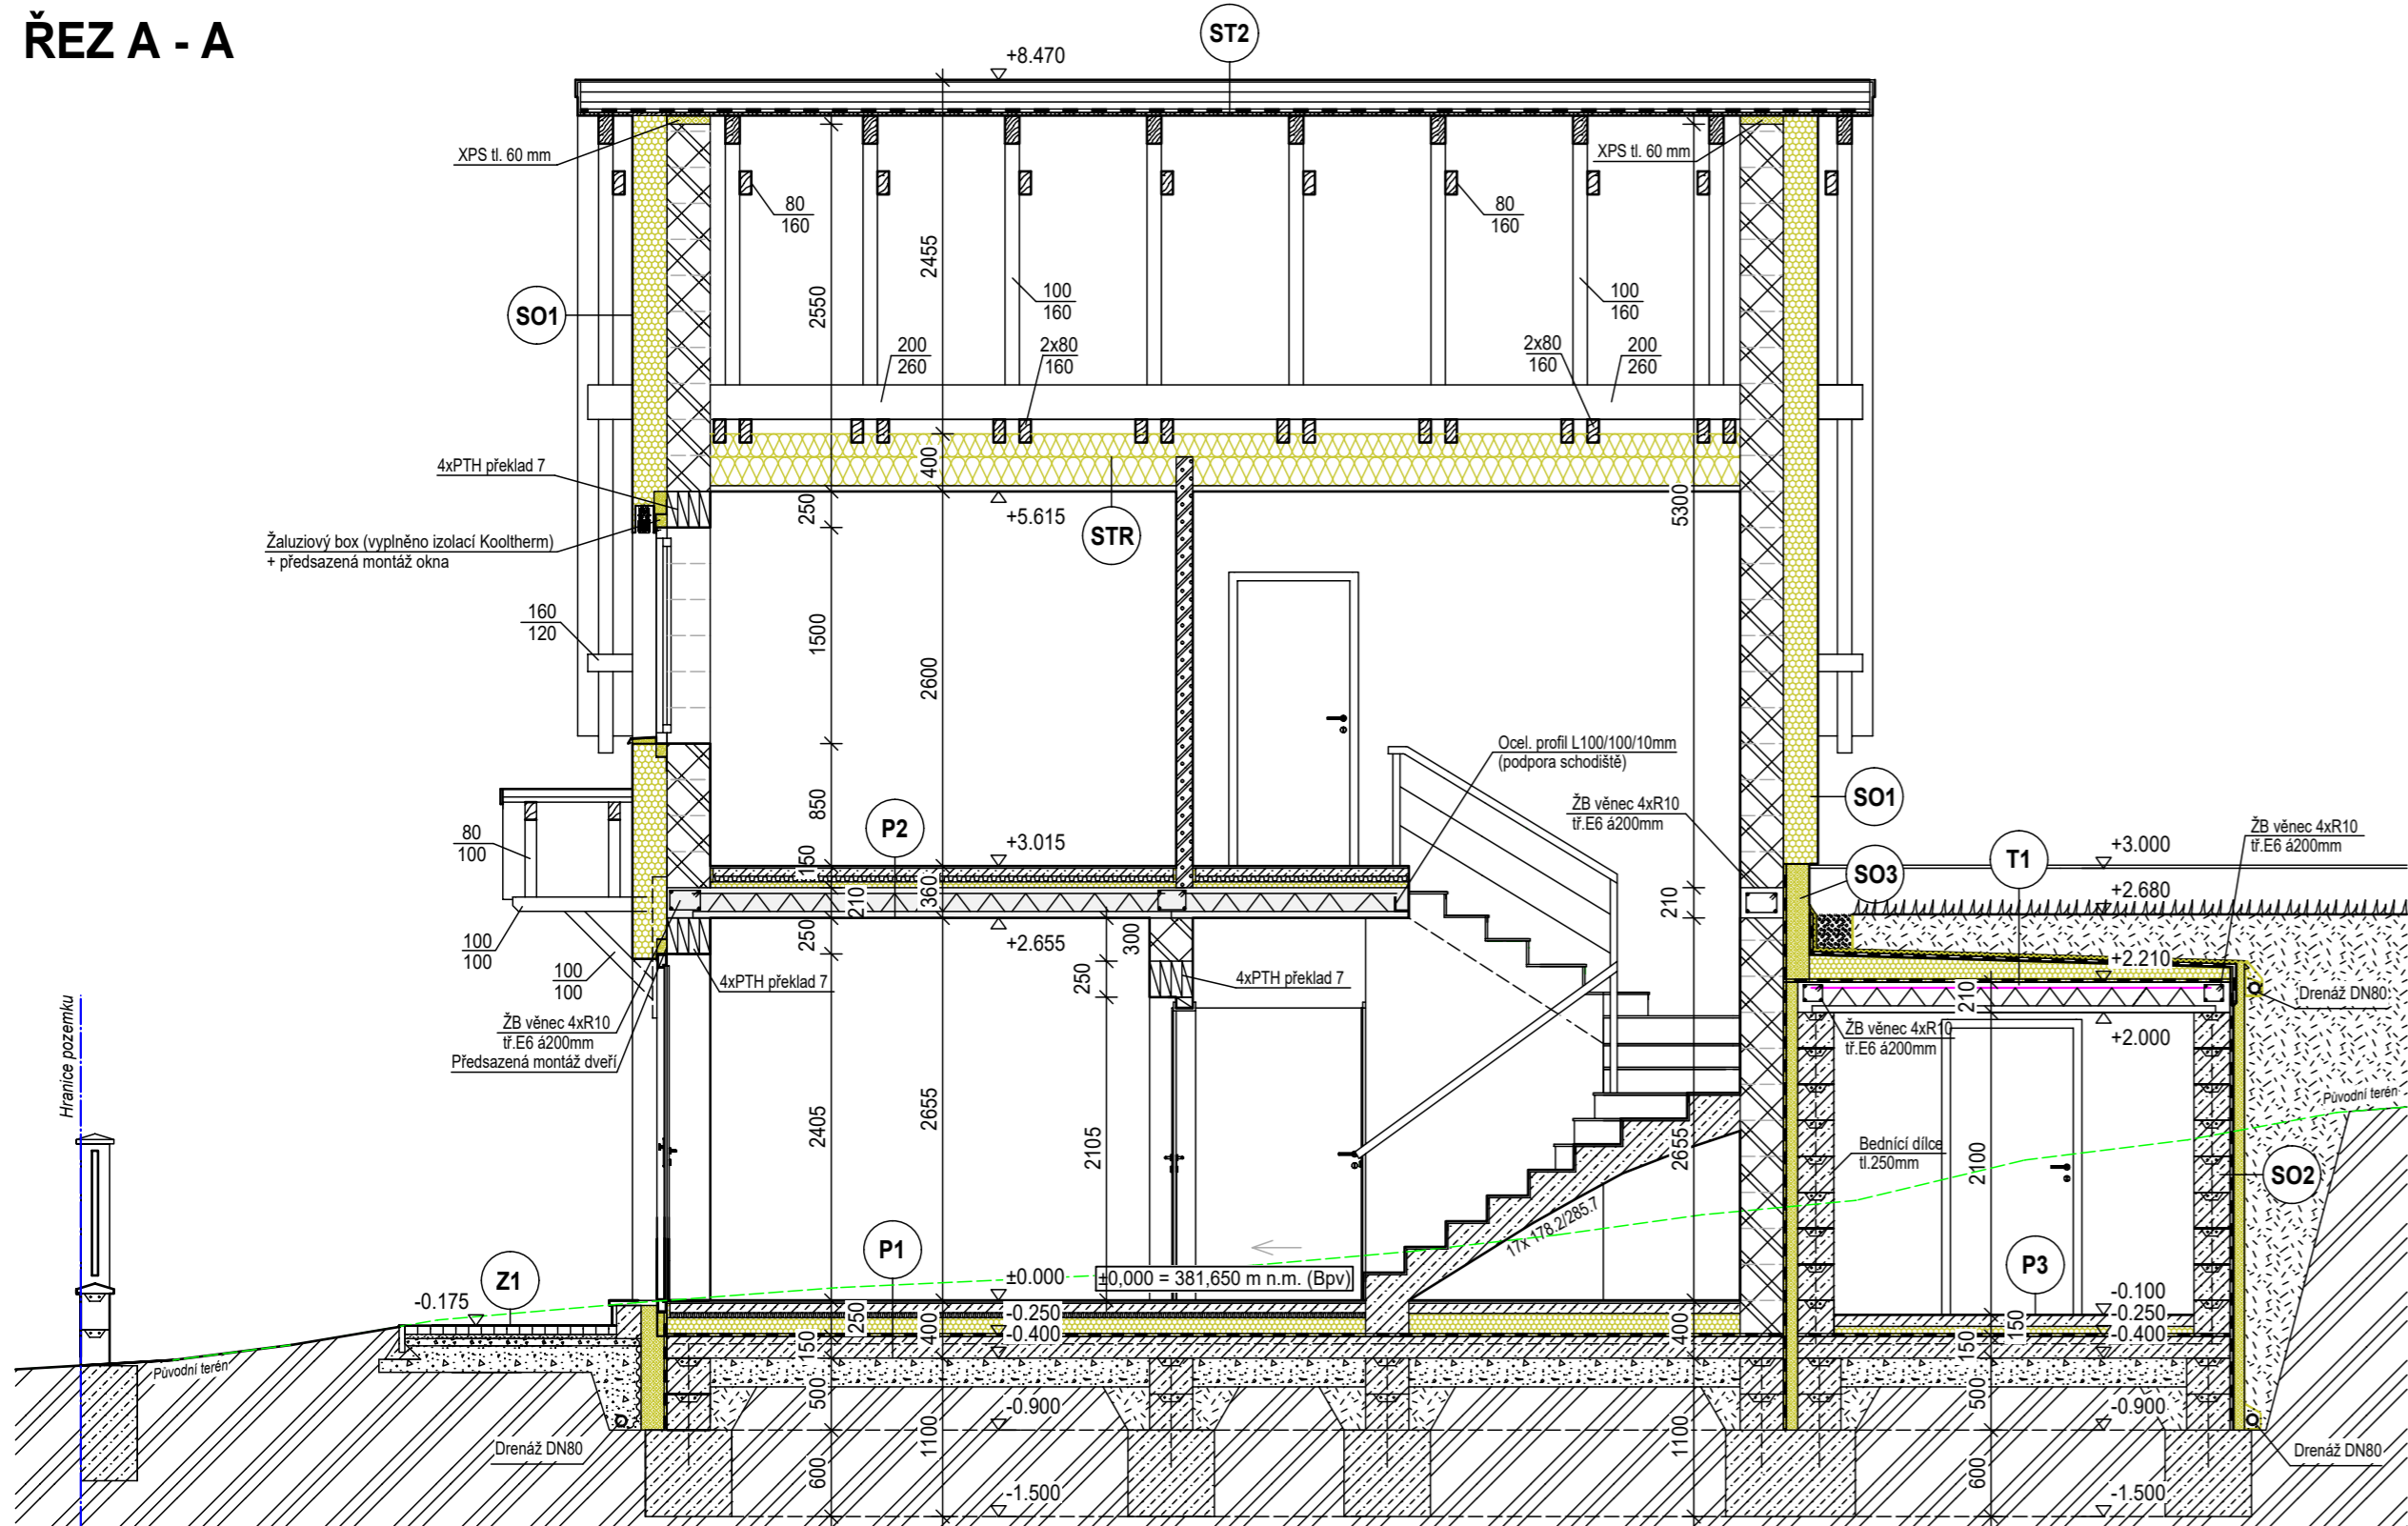 ŘEZ A - A
ST2
+8.470
XPS tl. 60 mm
XPS tl. 60 mm
80
160
80
160
2455
2550
SO1
100
160
100
160
200
260
2x80
160
2x80
160
200
260
4xPTH překlad 7
400
250
+5.615
STR
5300
Žaluziový box (vyplněno izolací Kooltherm)
+ předsazená montáž okna
160
120
1500
2600
Ocel. profil L100/100/10mm
(podpora schodiště)
SO1
ŽB věnec 4xR10
tř.E6 á200mm
850
P2
80
100
+3.015
+3.000
T1
ŽB věnec 4xR10
tř.E6 á200mm
SO3
150
360
210
210
+2.680
100
100
250
+2.655
300
100
100
4xPTH překlad 7
250
4xPTH překlad 7
+2.210
210
Drenáž DN80
ŽB věnec 4xR10
tř.E6 á200mm
Předsazená montáž dveří
ŽB věnec 4xR10
tř.E6 á200mm
+2.000
Hranice pozemku
Původní terén
2405
2655
2105
2655
Bednící dílce
tl.250mm
2100
SO2
17x 178.2/285.7
P1
P3
Z1
-0.175
±0.000
±0,000 = 381,650 m n.m. (Bpv)
-0.100
-0.250
-0.400
250
400
-0.250
-0.400
150
400
150
150
Původní terén
500
-0.900
500
-0.900
Drenáž DN80
1100
1100
Drenáž DN80
600
-1.500
600
-1.500